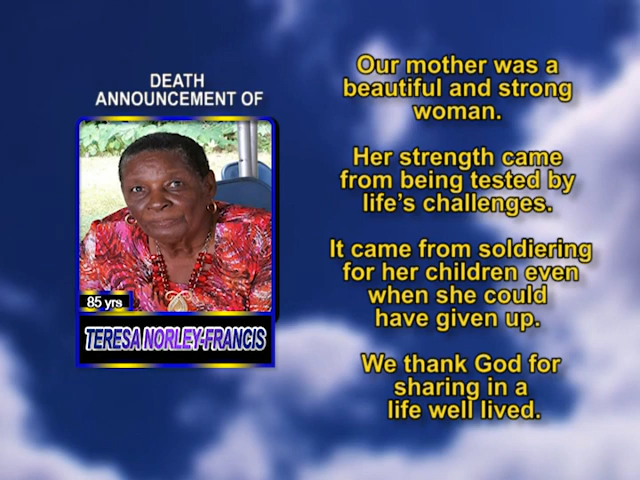 DEATH
ANNOUNCEMENT OF
85 yrs
TERESA NORLEY-FRANCIS
Our mother was a
beautiful and strong
woman.
Her strength came
from being tested by
life's challenges.
It came from soldiering
for her children even
when she could
have given up.
We thank God for
sharing in a
life well lived.